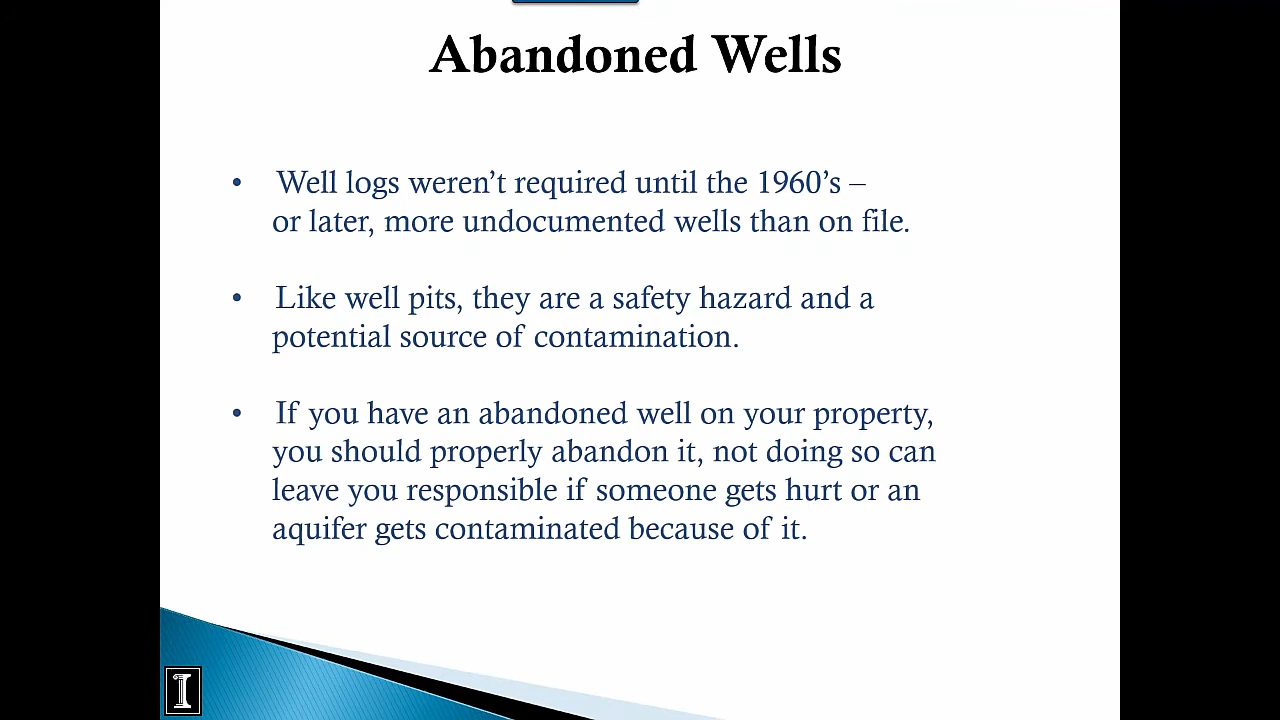 Abandoned Wells
• Well logs weren't required until the 1960's –
or later, more undocumented wells than on file.
• Like well pits, they are a safety hazard and a
potential source of contamination.
• If you have an abandoned well on your property,
you should properly abandon it, not doing so can
leave you responsible if someone gets hurt or an
aquifer gets contaminated because of it.
I